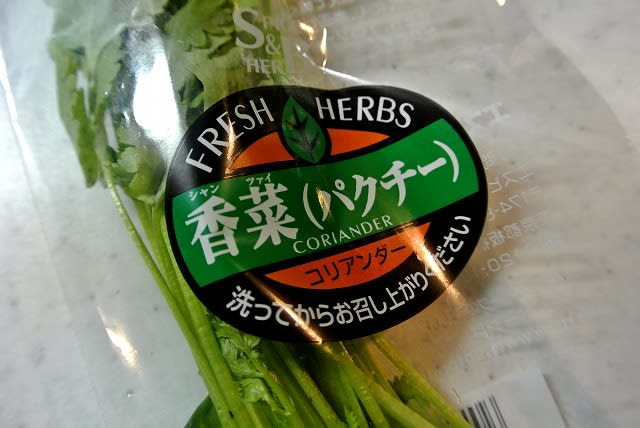 FRESH HERBS
シャン ツァイ
香菜(パクチー)
CORIANDER
コリアンダー
洗ってからお召し上がりください